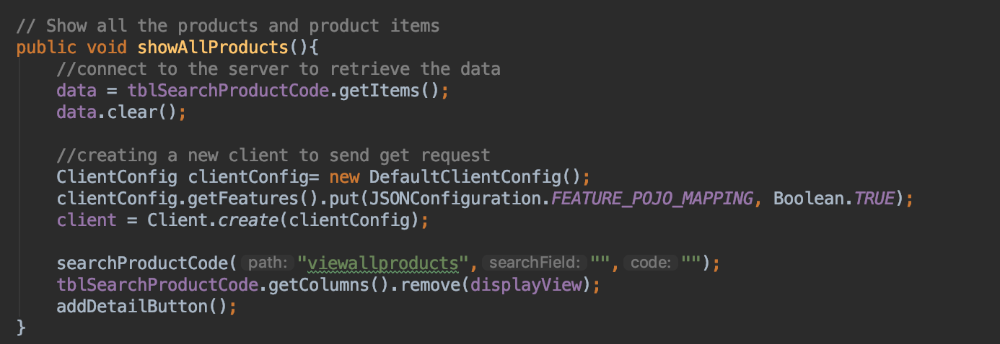 // Show all the products and product items
public void showAllProducts(){
//connect to the server to retrieve the data
data = tblSearchProductCode.getItems();
data.clear();
//creating a new client to send get request
ClientConfig clientConfig= new DefaultClientConfig();
clientConfig.getFeatures().put(JSONConfiguration.FEATURE_POJO_MAPPING, Boolean.TRUE);
client = Client.create(clientConfig);
searchProductCode( path: "viewallproducts", searchField: "", code: "");
tblSearchProductCode.getColumns().remove(displayView);
addDetailButton();
}